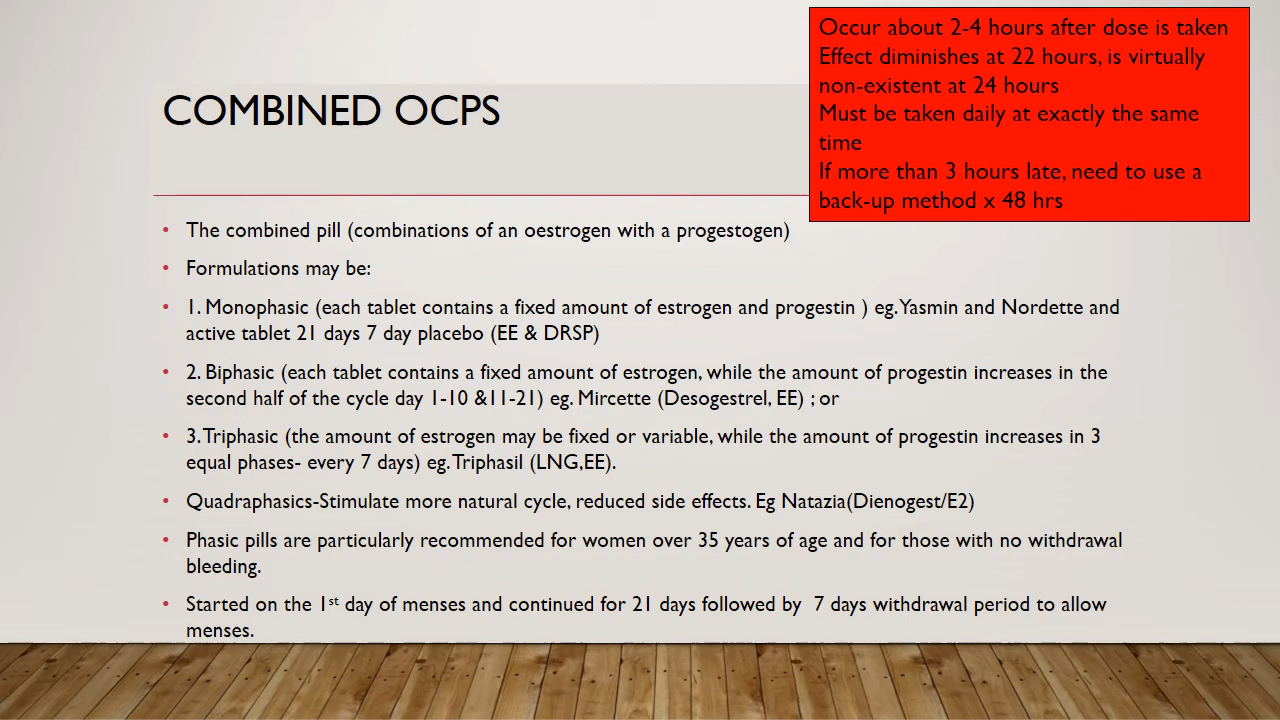 Occur about 2-4 hours after dose is taken
Effect diminishes at 22 hours, is virtually
non-existent at 24 hours
Must be taken daily at exactly the same
time
If more than 3 hours late, need to use a
back-up method x 48 hrs
COMBINED OCPS
• The combined pill (combinations of an oestrogen with a progestogen)
• Formulations may be:
• 1. Monophasic (each tablet contains a fixed amount of estrogen and progestin ) eg. Yasmin and Nordette and
active tablet 21 days 7 day placebo (EE & DRSP)
• 2. Biphasic (each tablet contains a fixed amount of estrogen, while the amount of progestin increases in the
second half of the cycle day 1-10 &11-21) eg. Mircette (Desogestrel, EE) ; or
• 3. Triphasic (the amount of estrogen may be fixed or variable, while the amount of progestin increases in 3
equal phases- every 7 days) eg. Triphasil (LNG,EE).
• Quadraphasics-Stimulate more natural cycle, reduced side effects. Eg Natazia(Dienogest/E2)
• Phasic pills are particularly recommended for women over 35 years of age and for those with no withdrawal
bleeding.
• Started on the 1st day of menses and continued for 21 days followed by  7 days withdrawal period to allow
menses.